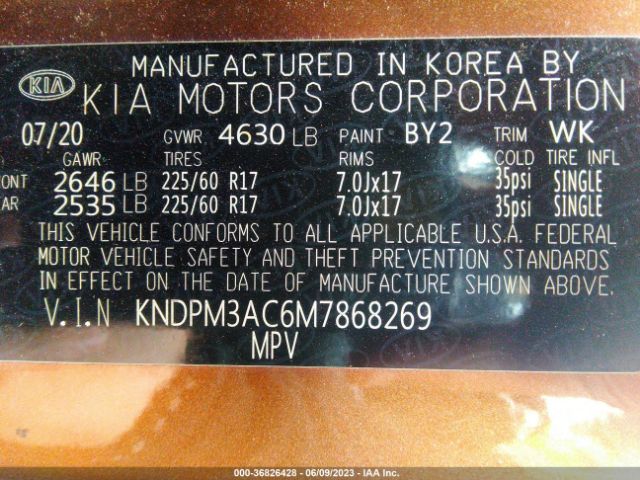 MANUFACTURED IN KOREA BY
KIA KIA MOTORS CORPORATION
07/20 GVWR 4630 LB PAINT BY2 TRIM WK
GAWR TIRES RIMS COLD TIRE INFL
ONT 2646 LB 225/60 R17 7.0Jx17 35psi SINGLE
AR 2535 LB 225/60 R17 7.0Jx17 35psi SINGLE
THIS VEHICLE CONFORMS TO ALL APPLICABLE U.S.A. FEDERAL
MOTOR VEHICLE SAFETY AND THEFT PREVENTION STANDARDS
IN EFFECT ON THE DATE OF MANUFACTURE SHOWN ABOVE.
V.I.N KNDPM3AC6M7868269
MPV
000-36826428 - 06/09/2023 - IAA Inc.